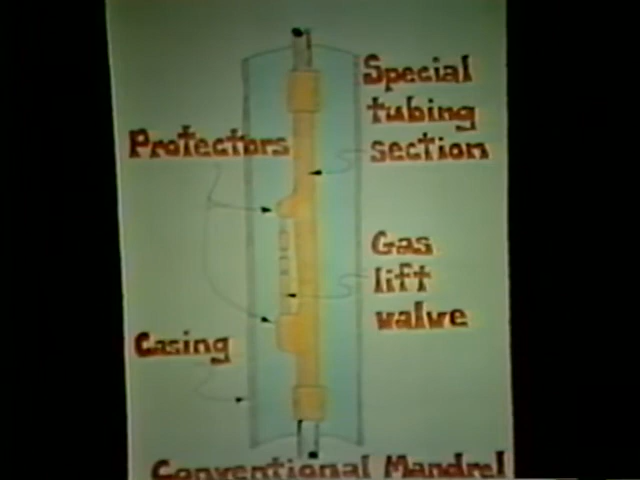 Special
tubing
section
Protectors
Gas
lift
valve
Casing
Conventional Mandrel